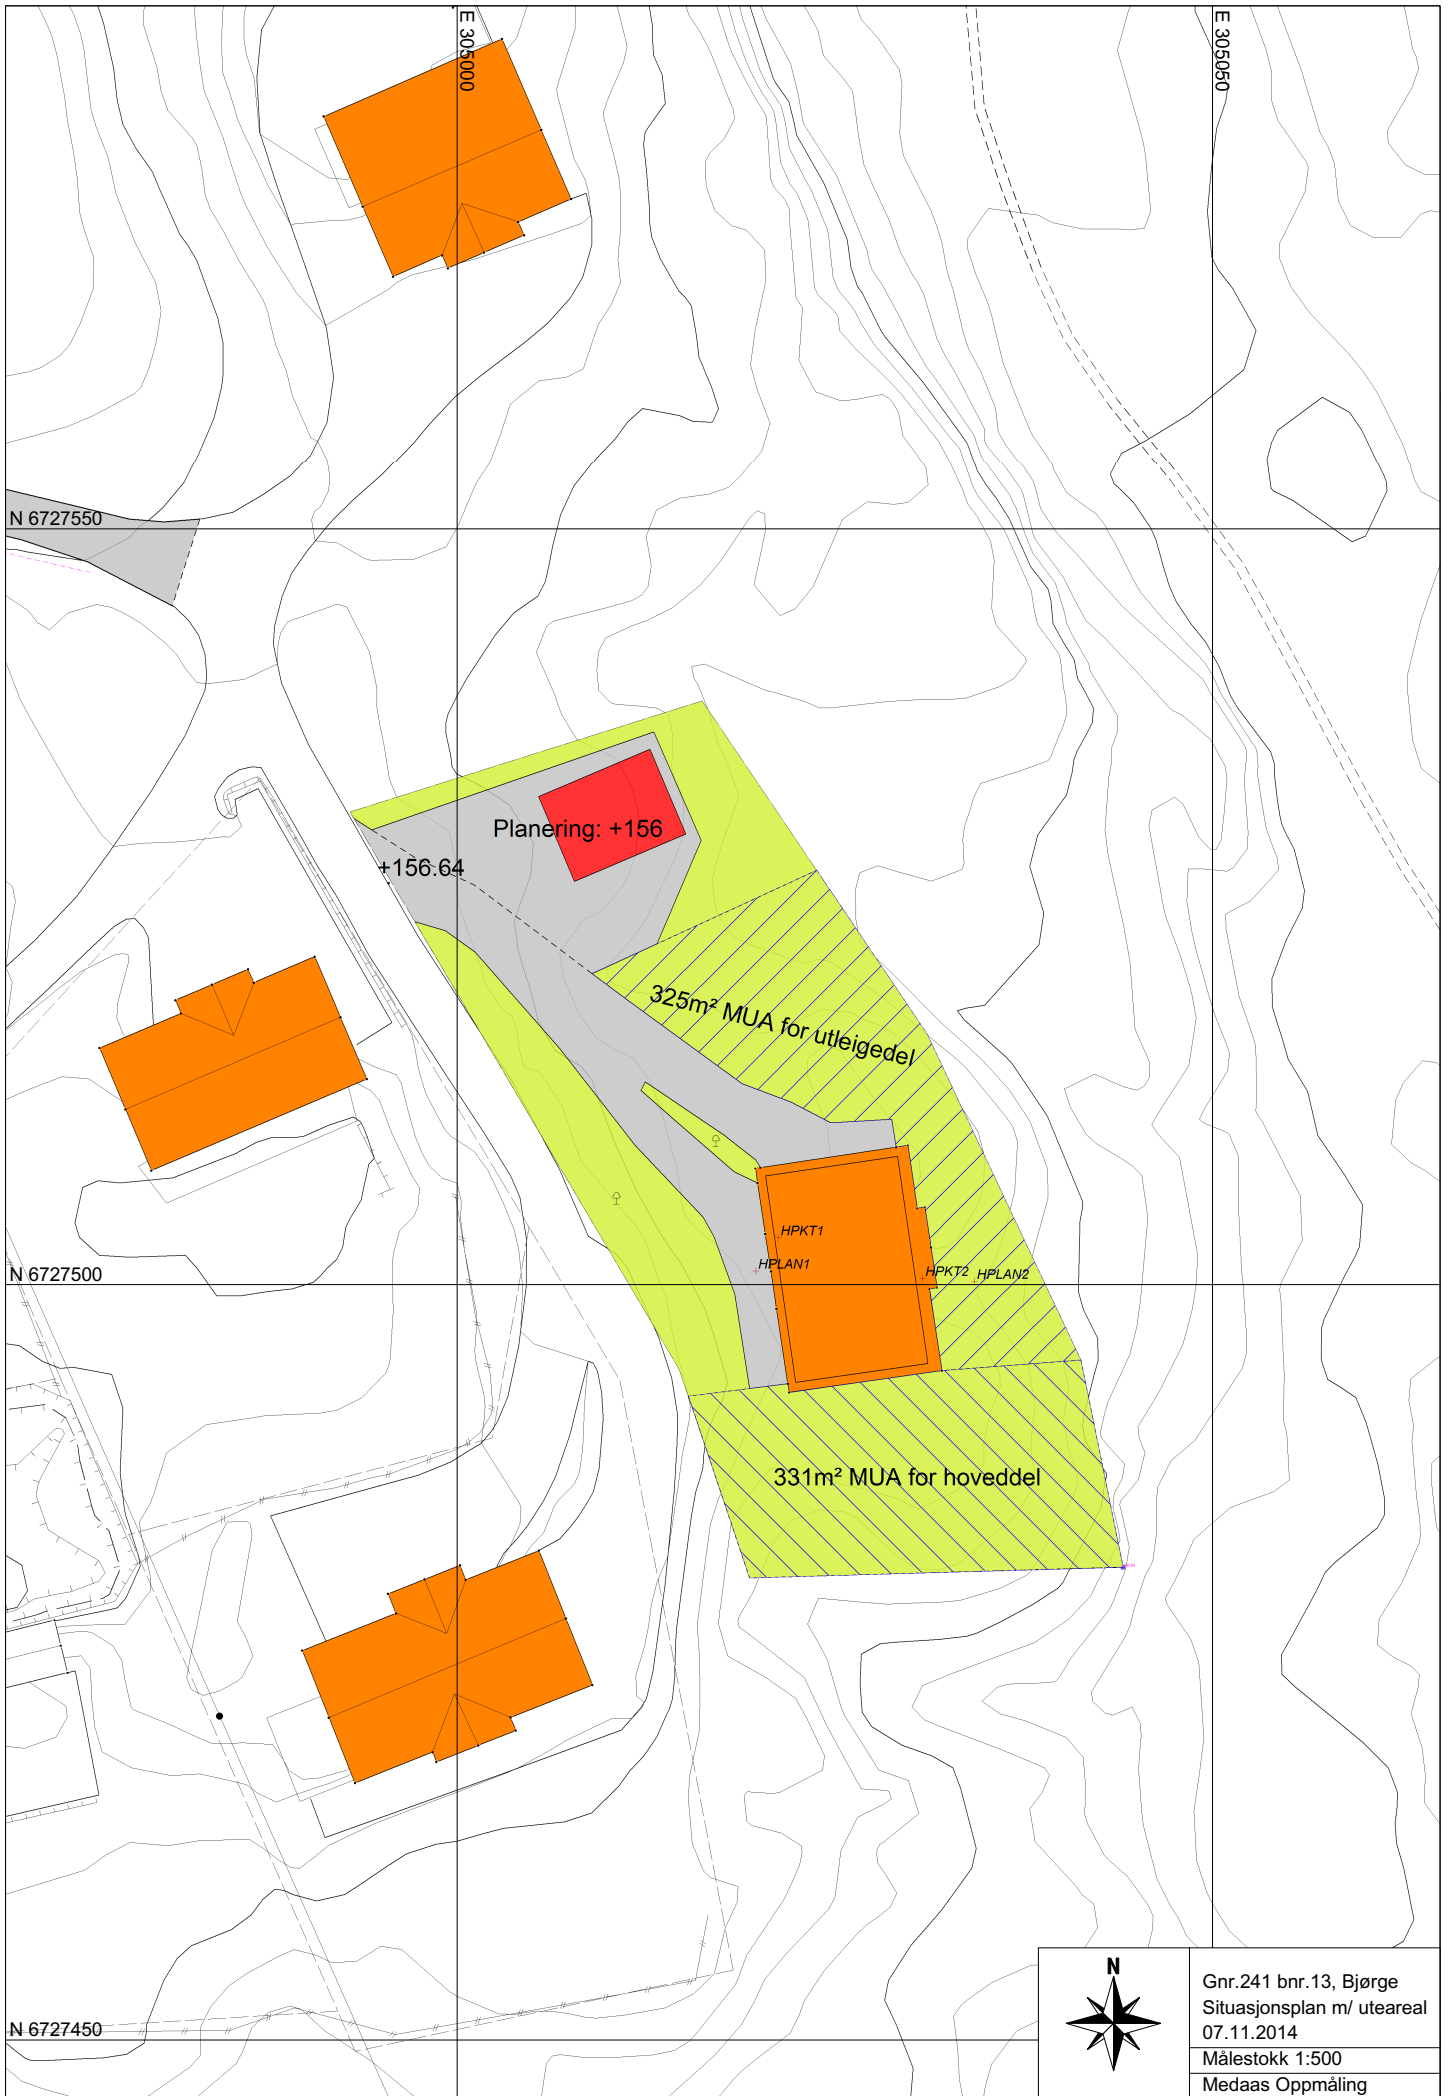 E 305000
E 305050
N 6727550
Planering: +156
+156.64
325m² MUA for utleigedel
HPKT1
HPLAN1
HPKT2
HPLAN2
N 6727500
331m² MUA for hoveddel
N 6727450
N
Gnr.241 bnr.13, Bjørge
Situasjonsplan m/ uteareal
07.11.2014
Målestokk 1:500
Medaas Oppmåling